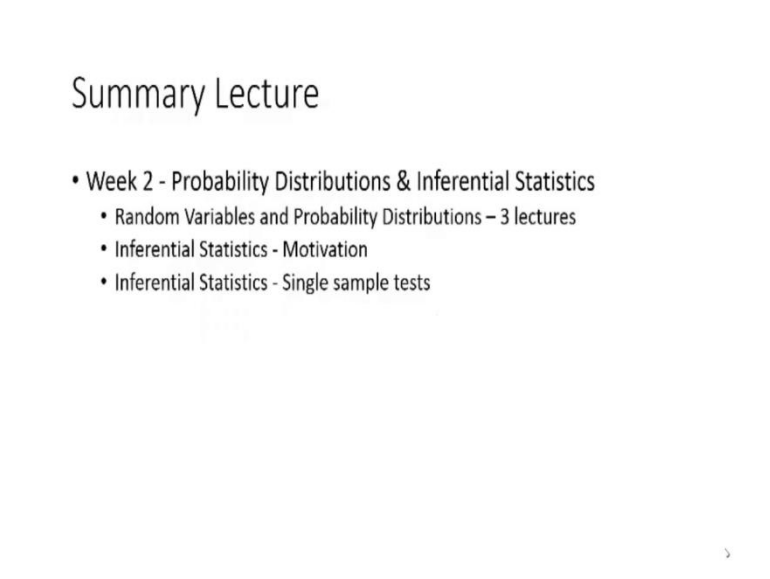 Summary Lecture
• Week 2 - Probability Distributions & Inferential Statistics
• Random Variables and Probability Distributions – 3 lectures
• Inferential Statistics - Motivation
• Inferential Statistics - Single sample tests